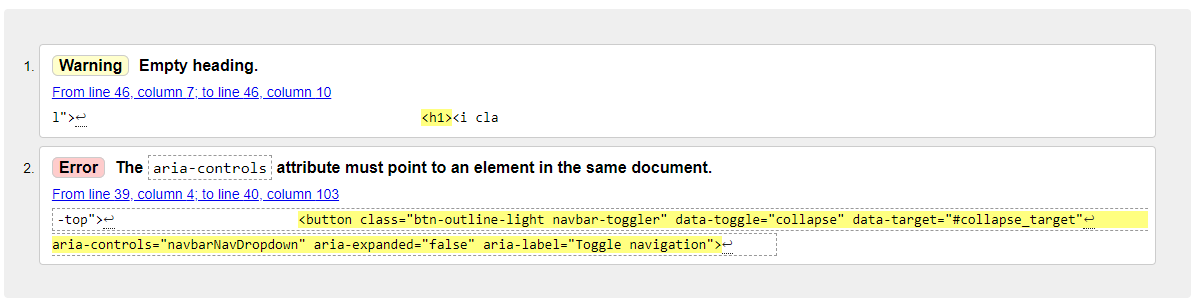 1. Warning Empty heading.
From line 46, column 7; to line 46, column 10
l">↩ <h1><i cla
2. Error The aria-controls attribute must point to an element in the same document.
From line 39, column 4; to line 40, column 103
-top">↩ <button class="btn-outline-light navbar-toggler" data-toggle="collapse" data-target="#collapse_target"↩
aria-controls="navbarNavDropdown" aria-expanded="false" aria-label="Toggle navigation">↩